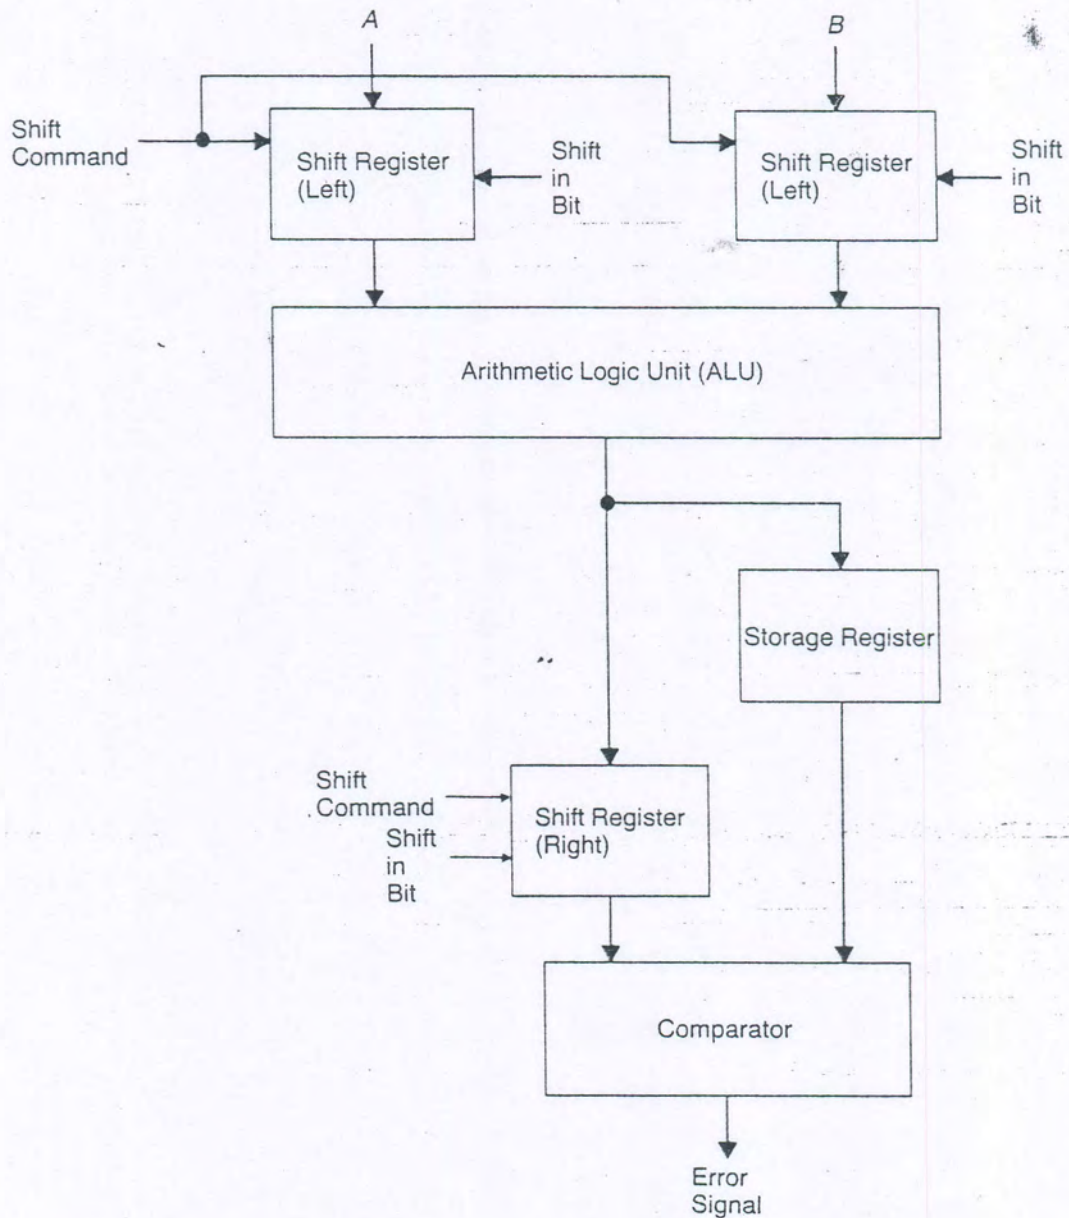 A
B
Shift
Command
Shift Register
(Left)
Shift
in
Bit
Shift Register
(Left)
Shift
in
Bit
Arithmetic Logic Unit (ALU)
Storage Register
Shift
Command
Shift
in
Bit
Shift Register
(Right)
Comparator
Error
Signal